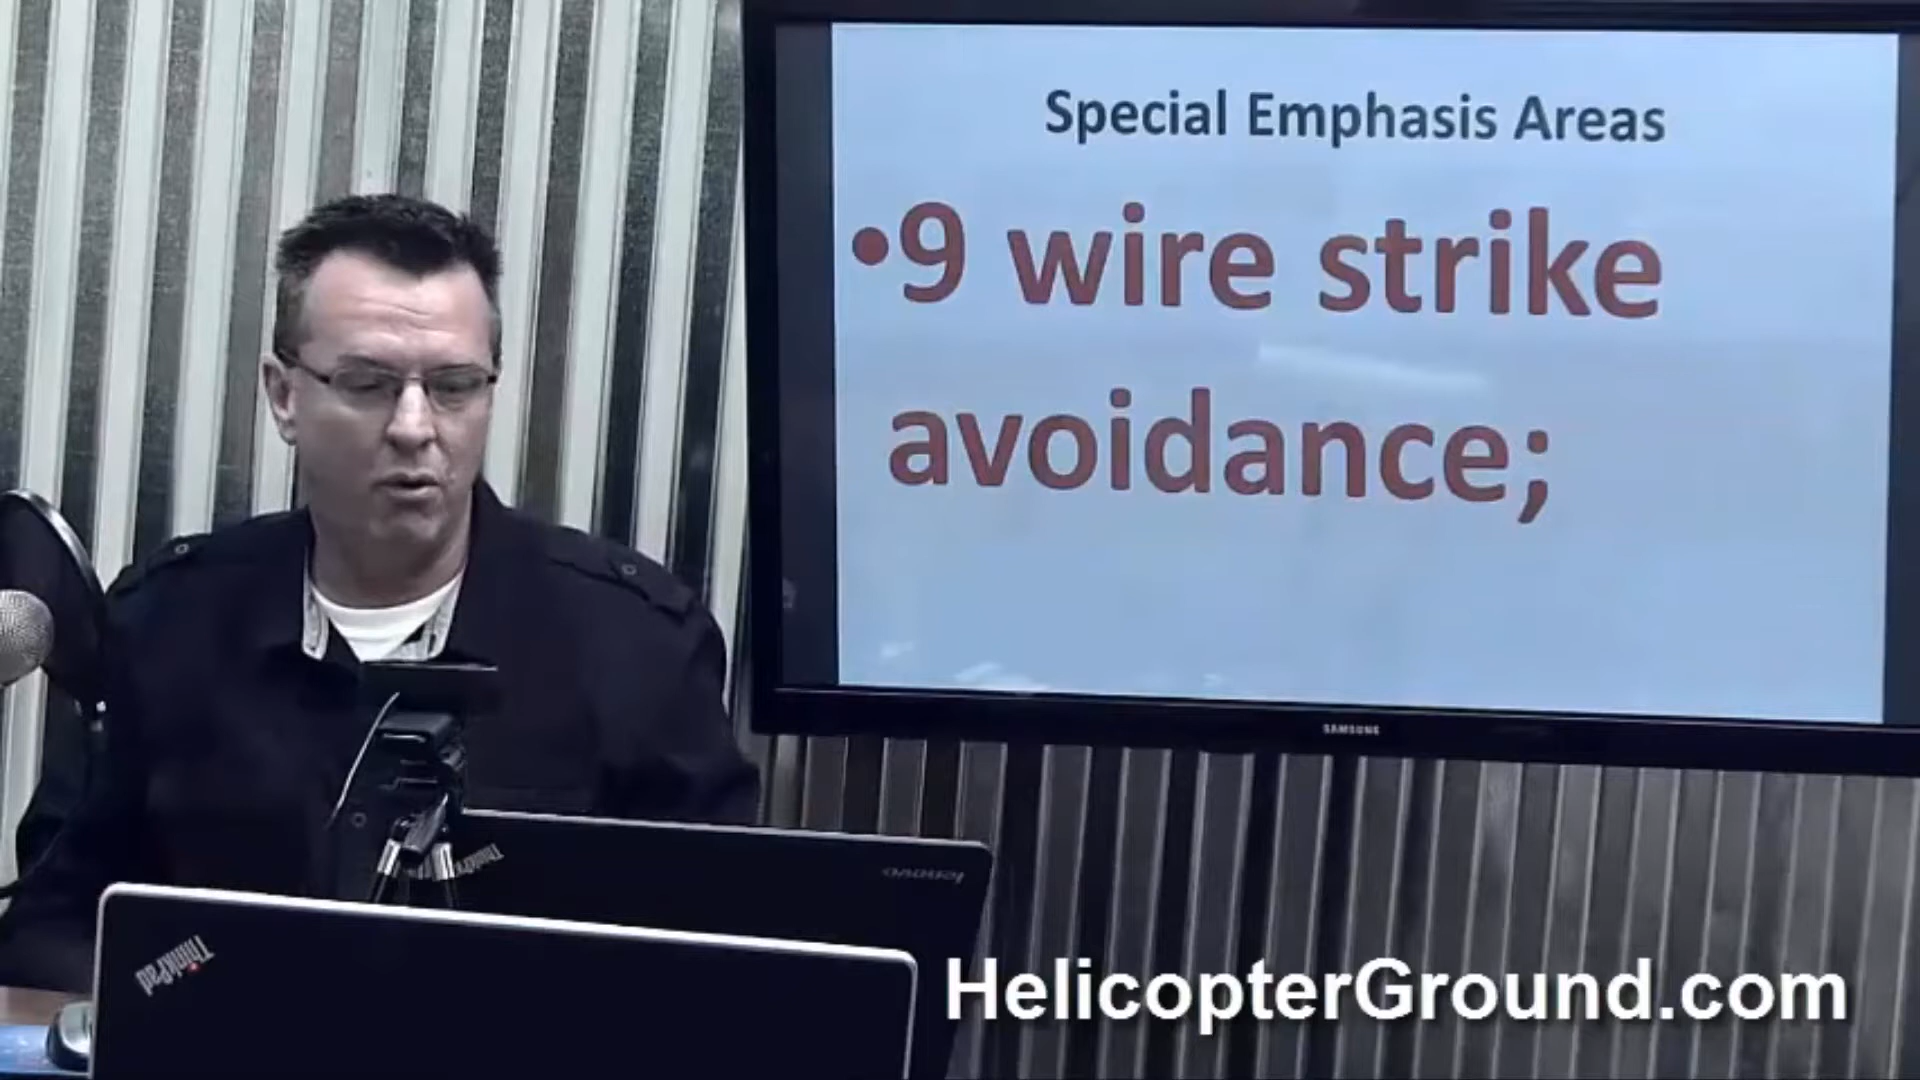 Special Emphasis Areas
•9 wire strike
avoidance;
SAMSUNG
ThinkPad
lenovo
ThinkPad
HelicopterGround.com